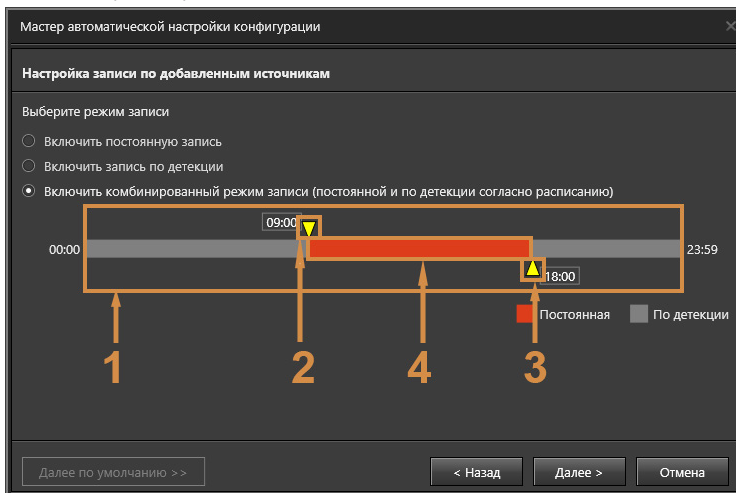 Мастер автоматической настройки конфигурации
Настройка записи по добавленным источникам
Выберите режим записи
Включить постоянную запись
Включить запись по детекции
Включить комбинированный режим записи (постоянной и по детекции согласно расписанию)
09:00
00:00 23:59
18:00
Постоянная По детекции
1 2 4 3
Далее по умолчанию >> < Назад Далее > Отмена